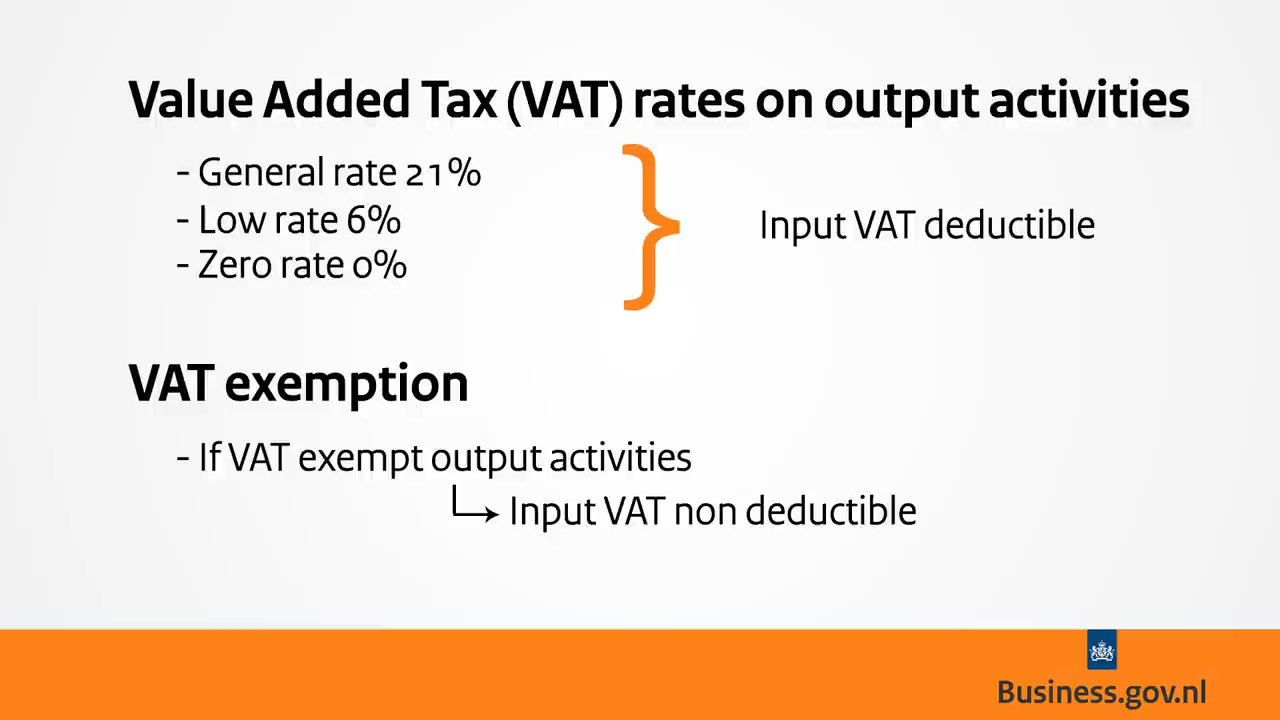 Value Added Tax (VAT) rates on output activities
- General rate 21%
- Low rate 6%
- Zero rate 0%
Input VAT deductible
VAT exemption
- If VAT exempt output activities
Input VAT non deductible
Business.gov.nl